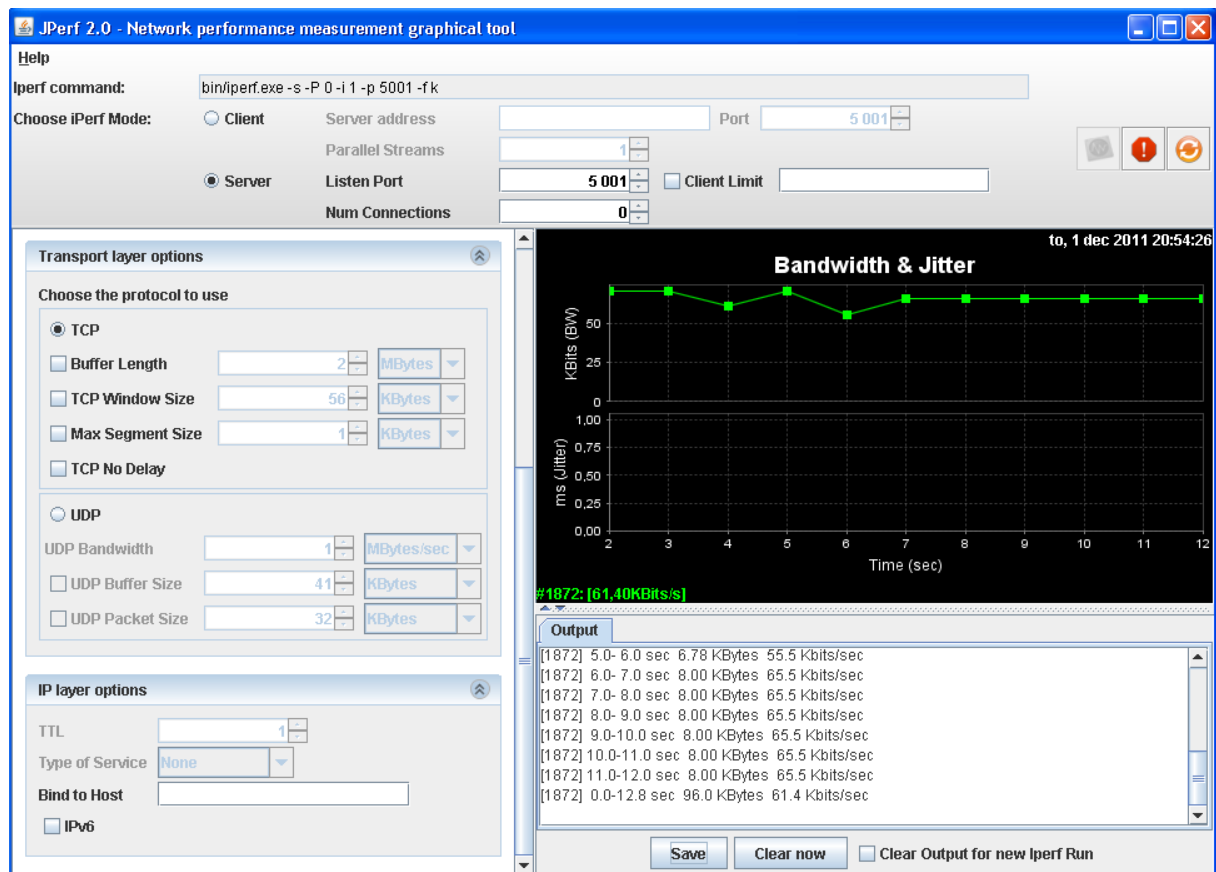 JPerf 2.0 - Network performance measurement graphical tool
Help
Iperf command: bin/iperf.exe -s -P 0 -i 1 -p 5001 -f k
Choose iPerf Mode: Client Server address Port 5 001
Parallel Streams 1
Server Listen Port 5 001 Client Limit
Num Connections 0
Transport layer options
Choose the protocol to use
TCP
Buffer Length 2 MBytes
TCP Window Size 56 KBytes
Max Segment Size 1 KBytes
TCP No Delay
UDP
UDP Bandwidth 1 MBytes/sec
UDP Buffer Size 41 KBytes
UDP Packet Size 32 KBytes
IP layer options
TTL 1
Type of Service None
Bind to Host
IPv6
to, 1 dec 2011 20:54:26
Bandwidth & Jitter
KBits (BW)
50
25
0
ms (Jitter)
1,00
0,75
0,50
0,25
0,00
2 3 4 5 6 7 8 9 10 11 12
Time (sec)
#1872: [61,40KBits/s]
Output
[1872] 5.0- 6.0 sec 6.78 KBytes 55.5 Kbits/sec
[1872] 6.0- 7.0 sec 8.00 KBytes 65.5 Kbits/sec
[1872] 7.0- 8.0 sec 8.00 KBytes 65.5 Kbits/sec
[1872] 8.0- 9.0 sec 8.00 KBytes 65.5 Kbits/sec
[1872] 9.0-10.0 sec 8.00 KBytes 65.5 Kbits/sec
[1872] 10.0-11.0 sec 8.00 KBytes 65.5 Kbits/sec
[1872] 11.0-12.0 sec 8.00 KBytes 65.5 Kbits/sec
[1872] 0.0-12.8 sec 96.0 KBytes 61.4 Kbits/sec
Save Clear now Clear Output for new Iperf Run